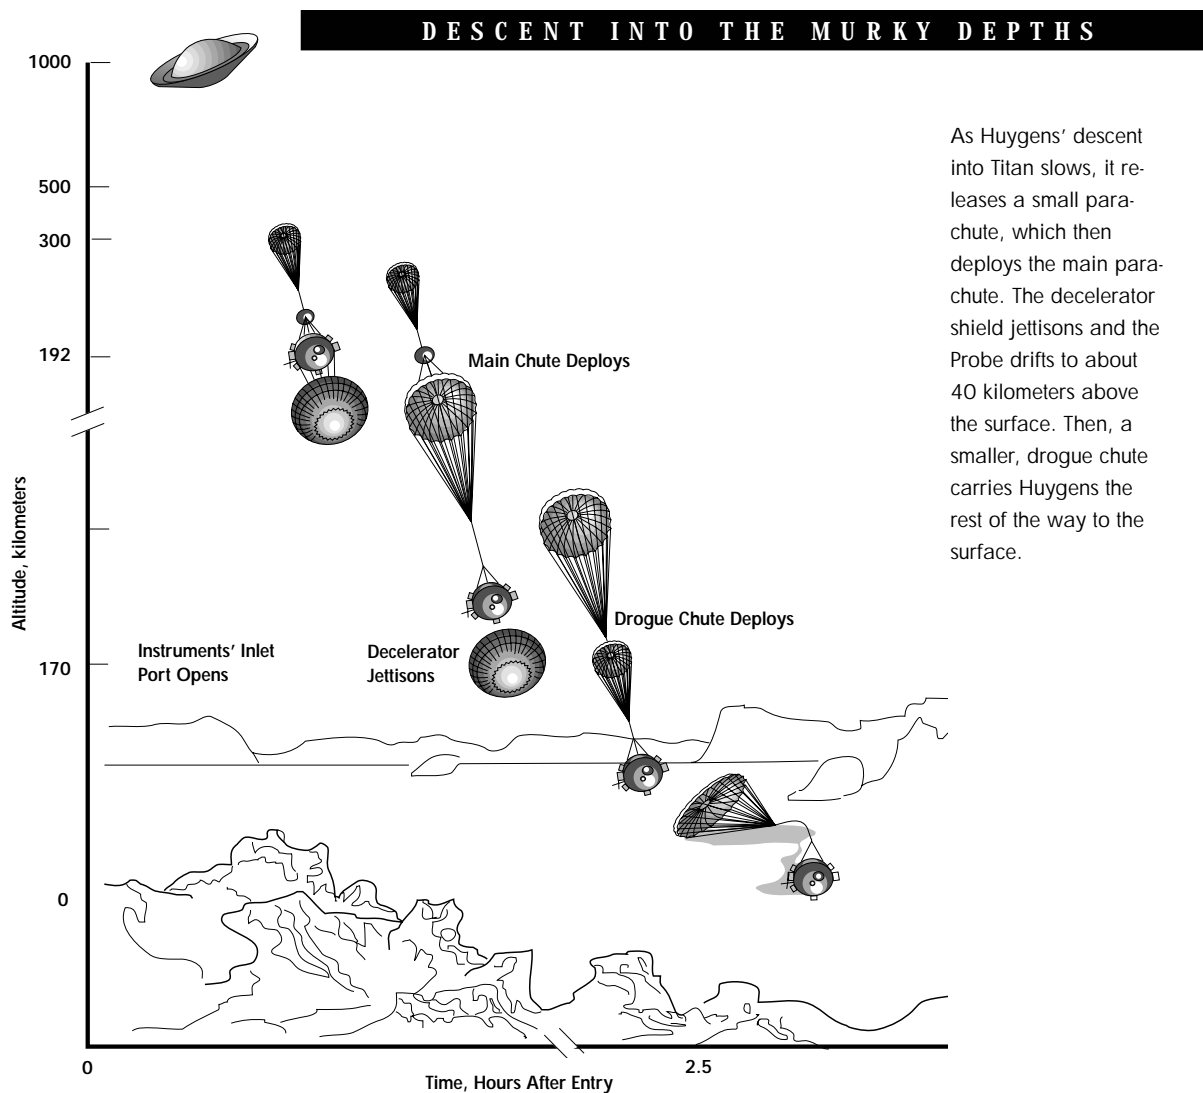 DESCENT INTO THE MURKY DEPTHS
1000
500
300
192
170
0
Altitude, kilometers
Main Chute Deploys
Drogue Chute Deploys
Instruments' Inlet
Port Opens
Decelerator
Jettisons
0
2.5
Time, Hours After Entry
As Huygens' descent
into Titan slows, it re-
leases a small para-
chute, which then
deploys the main para-
chute. The decelerator
shield jettisons and the
Probe drifts to about
40 kilometers above
the surface. Then, a
smaller, drogue chute
carries Huygens the
rest of the way to the
surface.